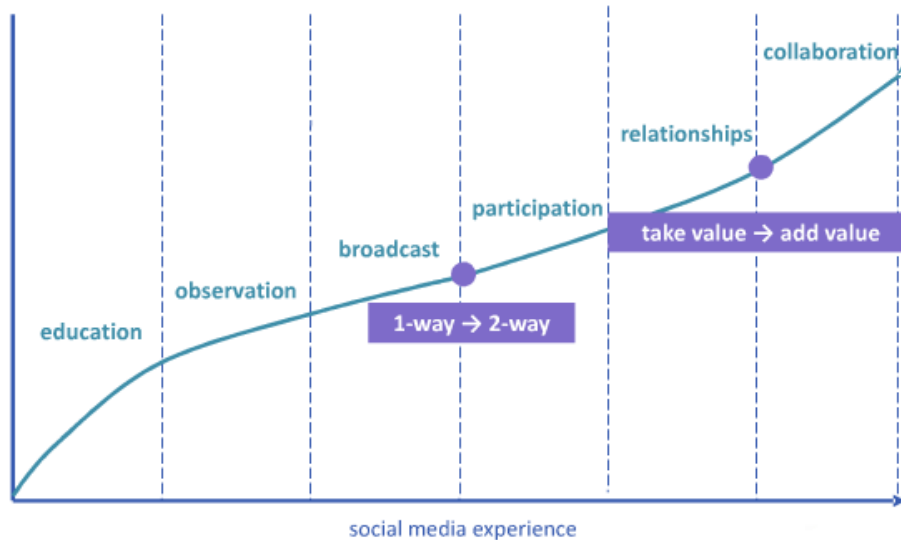 collaboration
relationships
participation
take value → add value
broadcast
observation
1-way → 2-way
education
social media experience